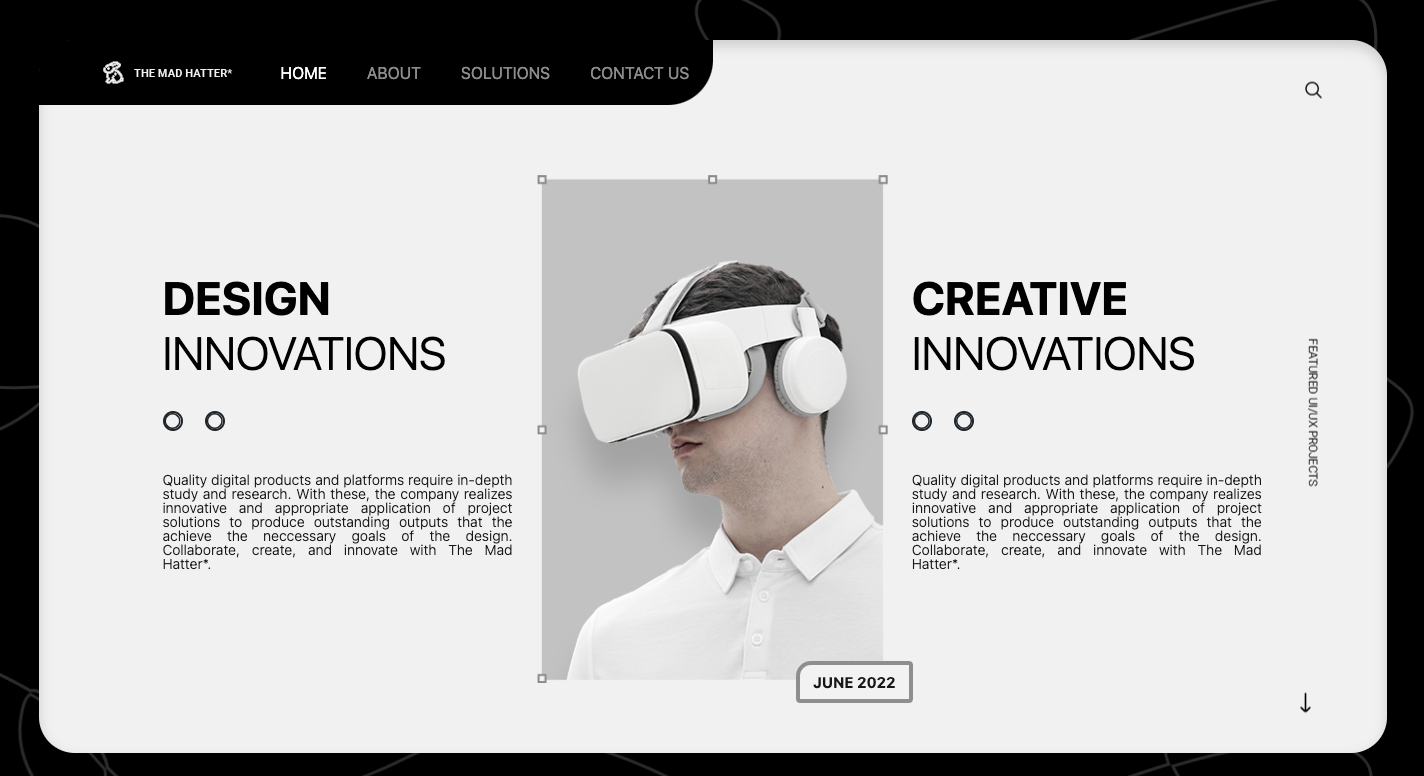 THE MAD HATTER*
HOME
ABOUT
SOLUTIONS
CONTACT US
DESIGN
INNOVATIONS
Quality digital products and platforms require in-depth
study and research. With these, the company realizes
innovative and appropriate application of project
solutions to produce outstanding outputs that the
achieve the neccessary goals of the design.
Collaborate, create, and innovate with The Mad
Hatter*.
CREATIVE
INNOVATIONS
Quality digital products and platforms require in-depth
study and research. With these, the company realizes
innovative and appropriate application of project
solutions to produce outstanding outputs that the
achieve the neccessary goals of the design.
Collaborate, create, and innovate with The Mad
Hatter*.
FEATURED UI/UX PROJECTS
JUNE 2022